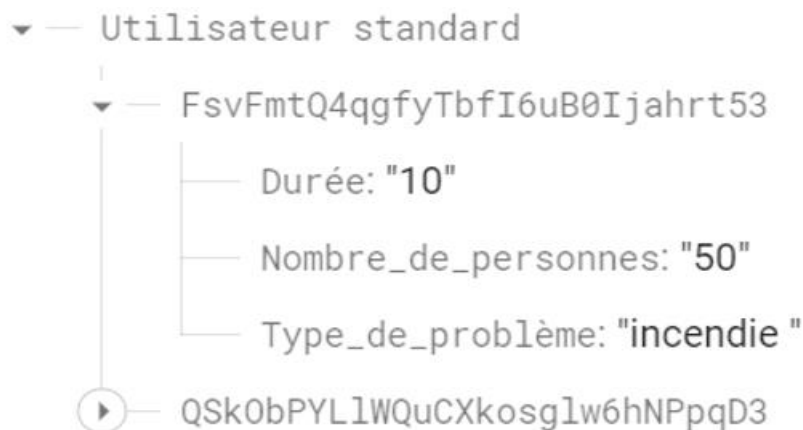 Utilisateur standard
FsvFmtQ4qgfyTbfI6uB0Ijahrt53
Durée: "10"
Nombre_de_personnes: "50"
Type_de_problème: "incendie "
QSkObPYLlWQuCXkosglw6hNPpqD3